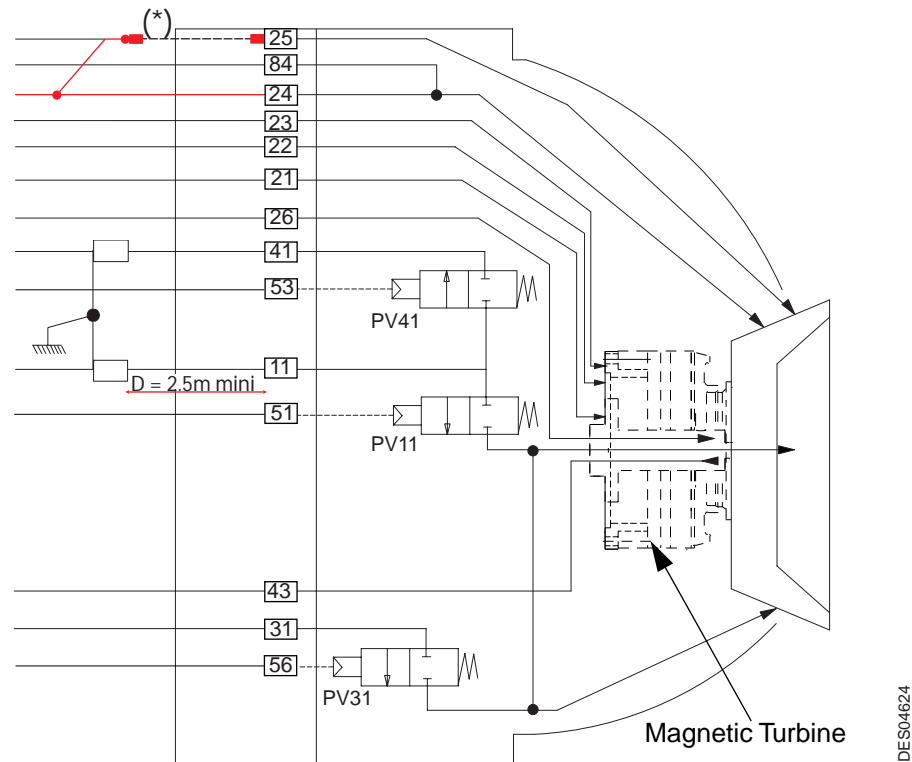 (*)
25
84
24
23
22
21
26
41
53
PV41
11
D = 2.5m mini
51
PV11
43
31
56
PV31
Magnetic Turbine
DES04624